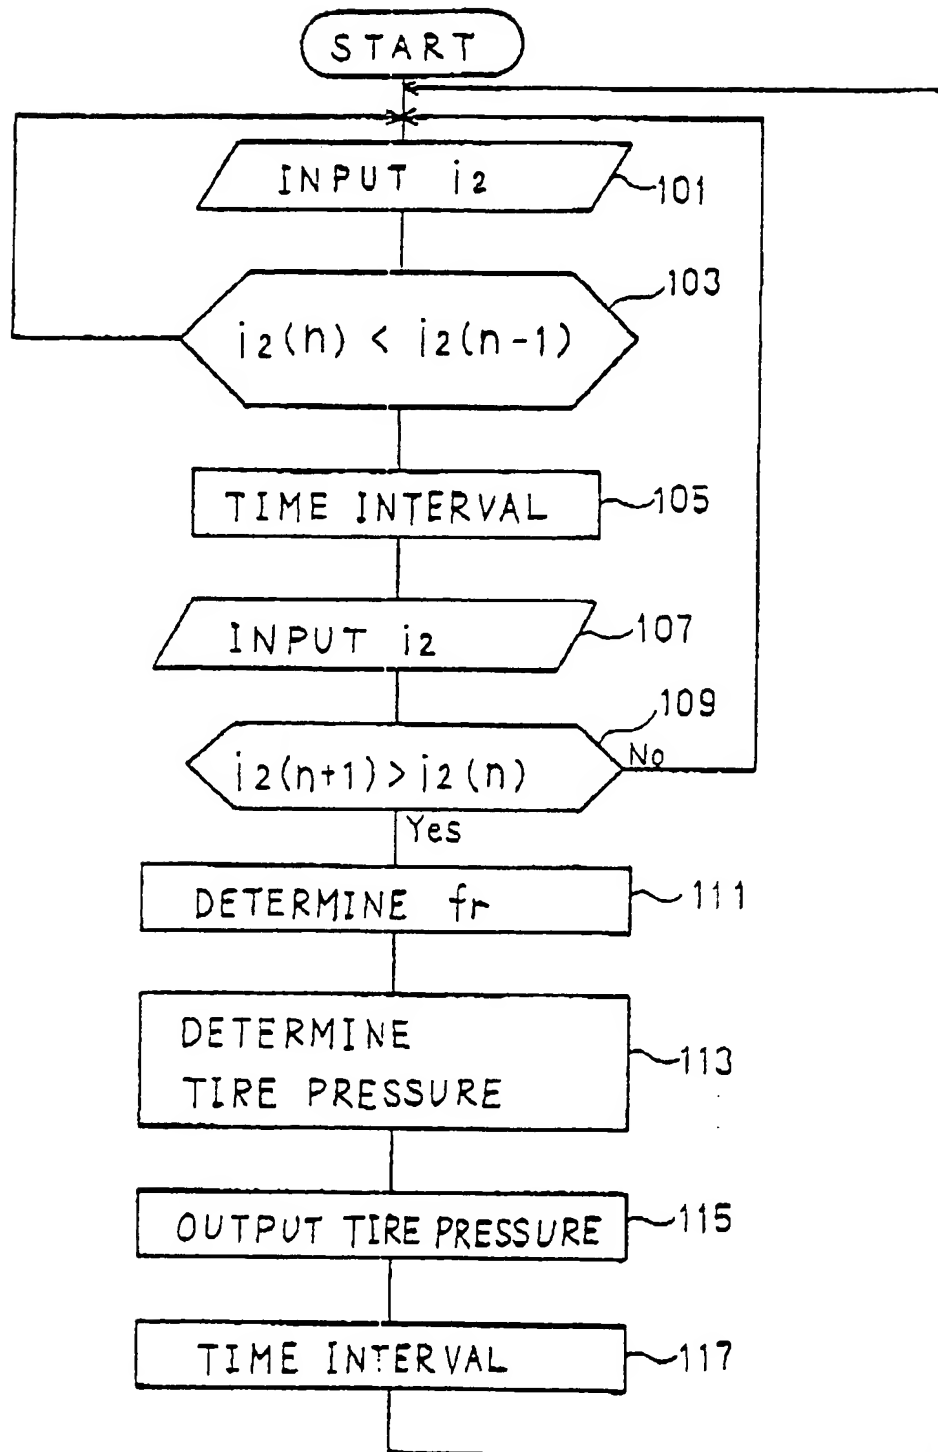 START
INPUT i2
101
103
i2(n) < i2(n-1)
TIME INTERVAL
105
INPUT i2
107
109
i2(n+1) > i2(n)
No
Yes
DETERMINE fr
111
DETERMINE
TIRE PRESSURE
113
OUTPUT TIRE PRESSURE
115
TIME INTERVAL
117